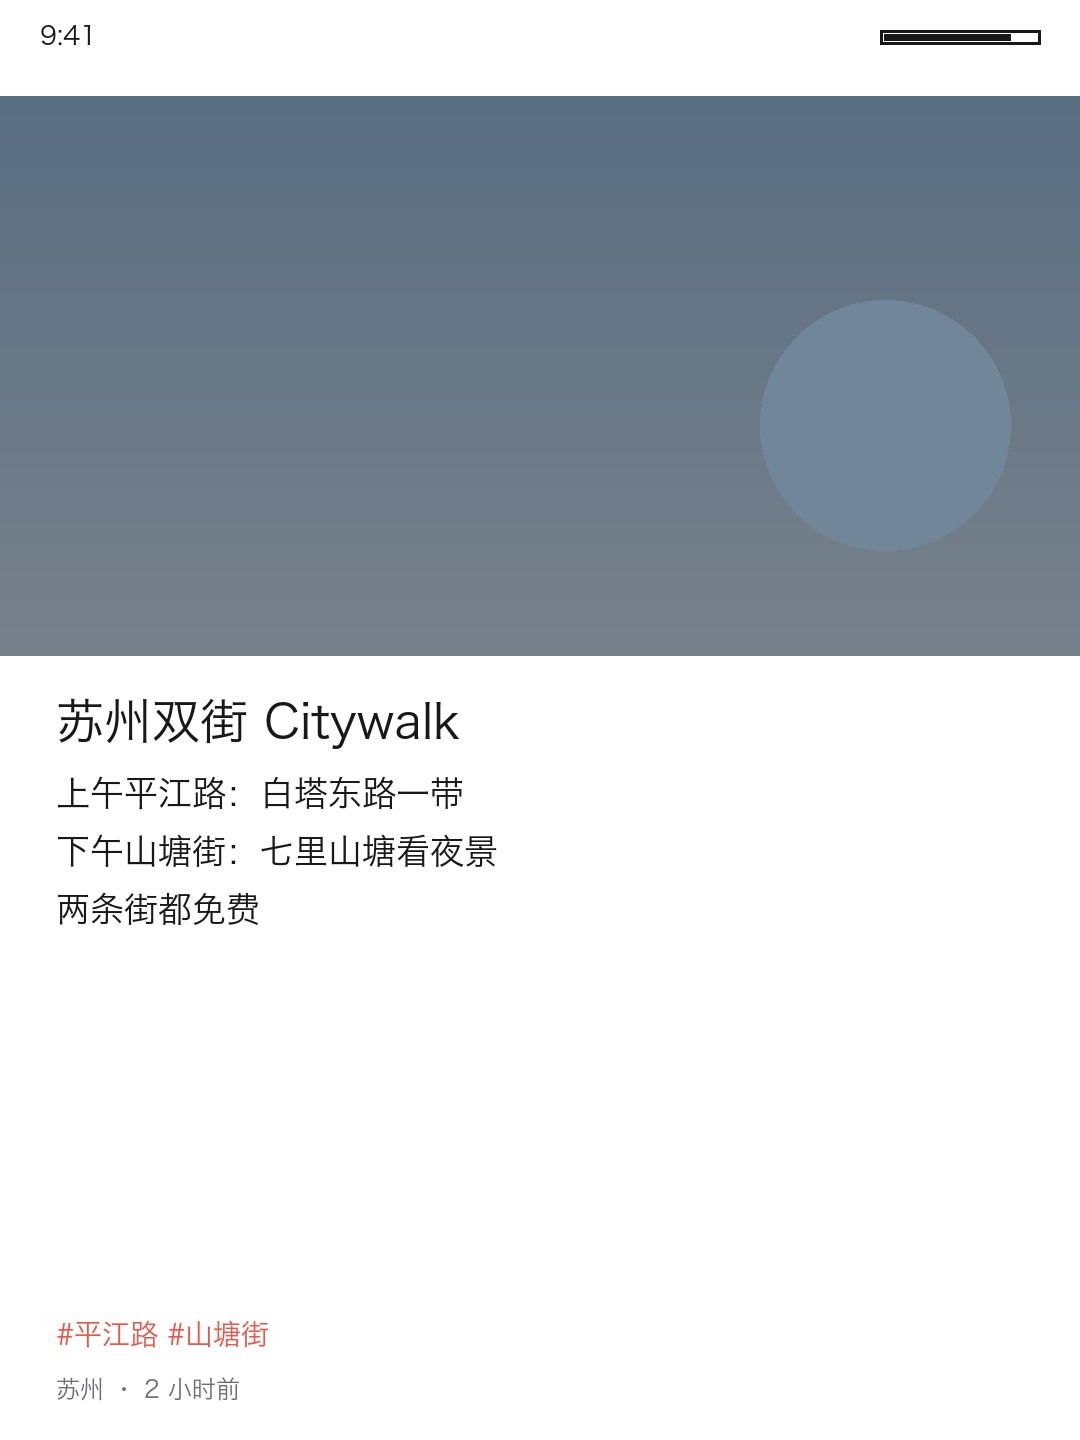 9:41
苏州双街 Citywalk
上午平江路：白塔东路一带
下午山塘街：七里山塘看夜景
两条街都免费
#平江路 #山塘街
苏州 · 2 小时前